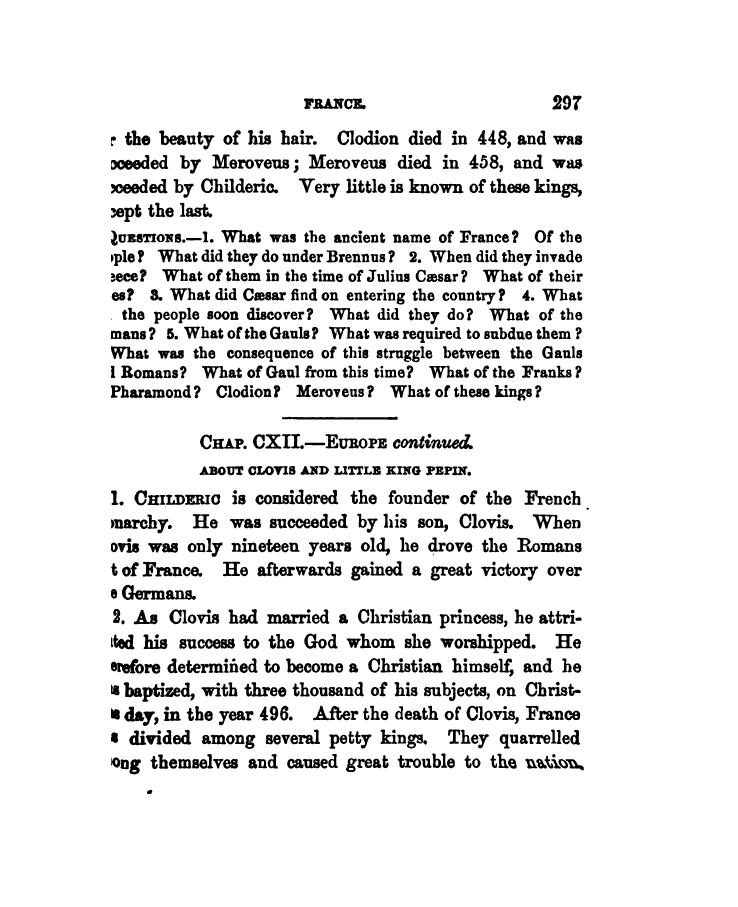 FRANCE. 297
the beauty of his hair. Clodion died in 448, and was
ceeded by Meroveus; Meroveus died in 458, and was
ceeded by Childeric. Very little is known of these kings,
cept the last.
QUESTIONS.—1. What was the ancient name of France? Of the
ple? What did they do under Brennus? 2. When did they invade
eece? What of them in the time of Julius Cæsar? What of their
es? 3. What did Cæsar find on entering the country? 4. What
the people soon discover? What did they do? What of the
mans? 5. What of the Gauls? What was required to subdue them?
What was the consequence of this struggle between the Gauls
l Romans? What of Gaul from this time? What of the Franks?
Pharamond? Clodion? Meroveus? What of these kings?
CHAP. CXII.—EUROPE continued.
ABOUT CLOVIS AND LITTLE KING PEPIN.
1. CHILDERIC is considered the founder of the French
narchy. He was succeeded by his son, Clovis. When
ovis was only nineteen years old, he drove the Romans
t of France. He afterwards gained a great victory over
e Germans.
2. As Clovis had married a Christian princess, he attri-
ted his success to the God whom she worshipped. He
erefore determined to become a Christian himself, and he
s baptized, with three thousand of his subjects, on Christ-
s day, in the year 496. After the death of Clovis, France
s divided among several petty kings. They quarrelled
ong themselves and caused great trouble to the nation.